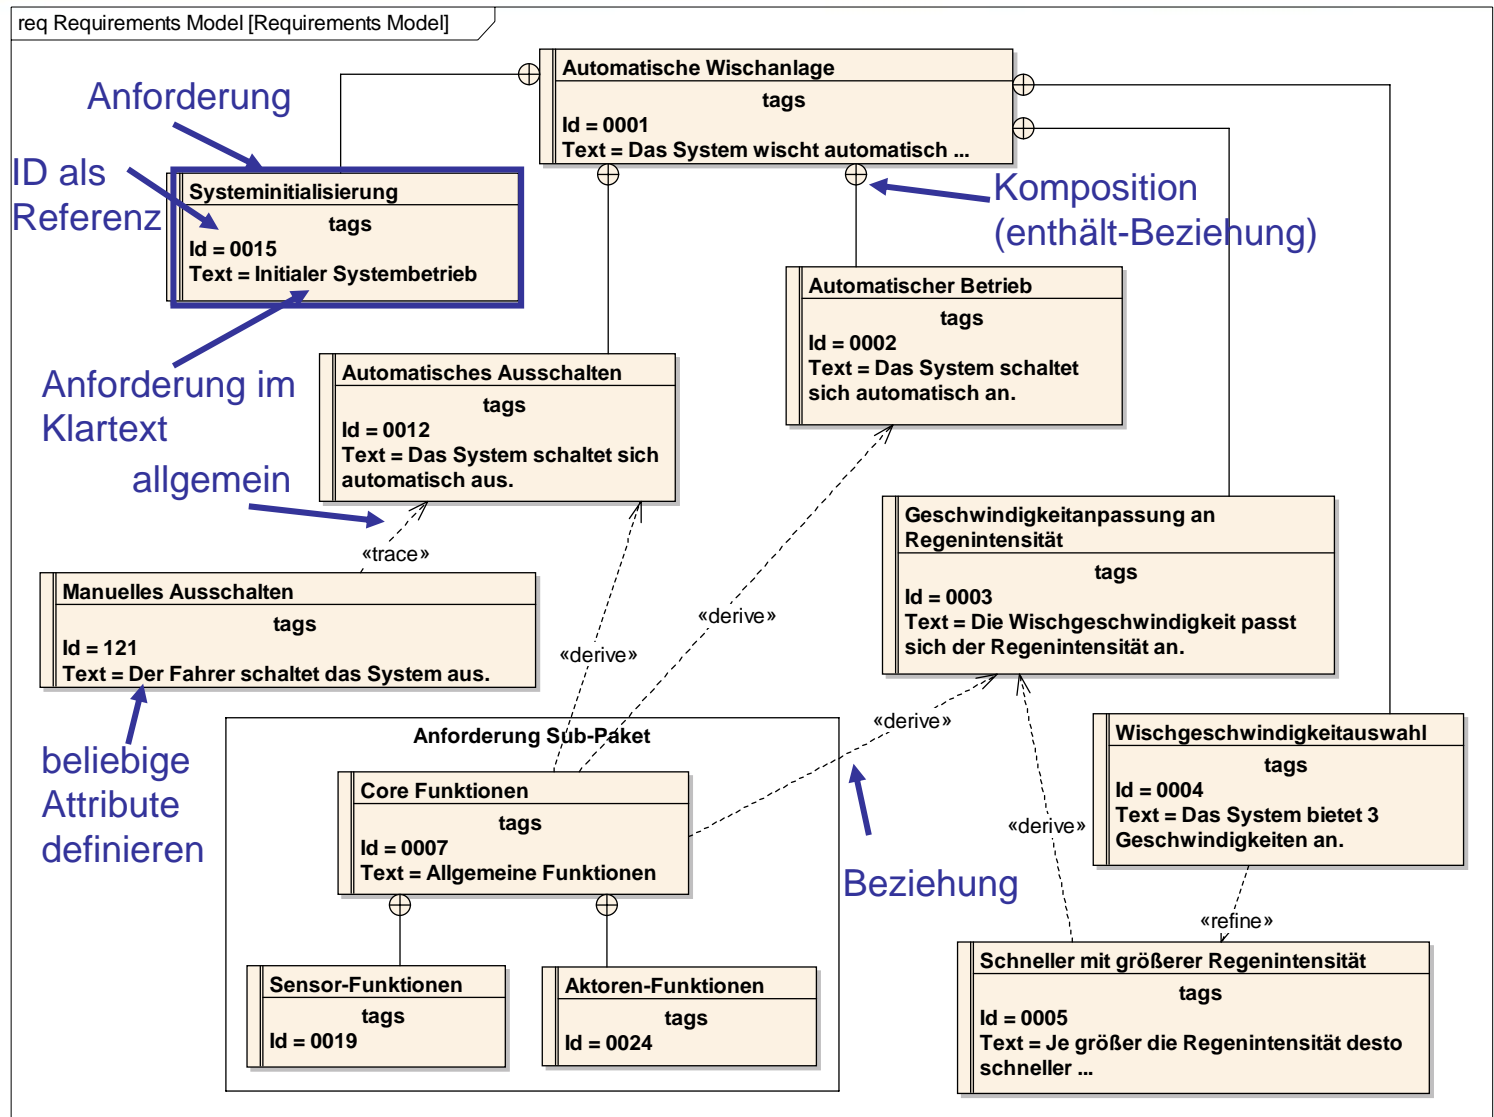 req Requirements Model [Requirements Model]
Automatische Wischanlage
tags
Id = 0001
Text = Das System wischt automatisch ...
Anforderung
ID als
Referenz
Systeminitialisierung
tags
Id = 0015
Text = Initialer Systembetrieb
Komposition
(enthält-Beziehung)
Automatischer Betrieb
tags
Id = 0002
Text = Das System schaltet
sich automatisch an.
Anforderung im
Klartext
Automatisches Ausschalten
tags
Id = 0012
Text = Das System schaltet sich
automatisch aus.
allgemein
«trace»
Geschwindigkeitanpassung an
Regenintensität
tags
Id = 0003
Text = Die Wischgeschwindigkeit passt
sich der Regenintensität an.
Manuelles Ausschalten
tags
Id = 121
Text = Der Fahrer schaltet das System aus.
«derive»
«derive»
«derive»
beliebige
Attribute
definieren
Anforderung Sub-Paket
Core Funktionen
tags
Id = 0007
Text = Allgemeine Funktionen
Beziehung
«derive»
Wischgeschwindigkeitauswahl
tags
Id = 0004
Text = Das System bietet 3
Geschwindigkeiten an.
«refine»
Sensor-Funktionen
tags
Id = 0019
Aktoren-Funktionen
tags
Id = 0024
Schneller mit größerer Regenintensität
tags
Id = 0005
Text = Je größer die Regenintensität desto
schneller ...